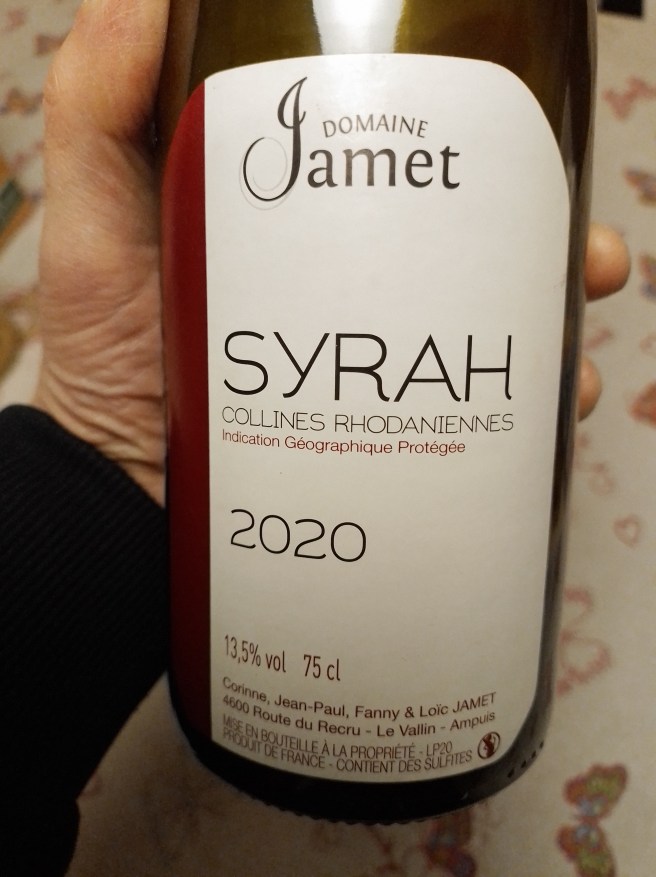 DOMAINE
Jamet
SYRAH
COLLINES RHODANIENNES
Indication Géographique Protégée
2020
13,5% vol 75 cl
Corinne, Jean-Paul, Fanny & Loïc JAMET
4600 Route du Recru - Le Vallin - Ampuis
MISE EN BOUTEILLE À LA PROPRIÉTÉ - LP20
PRODUIT DE FRANCE - CONTIENT DES SULFITES